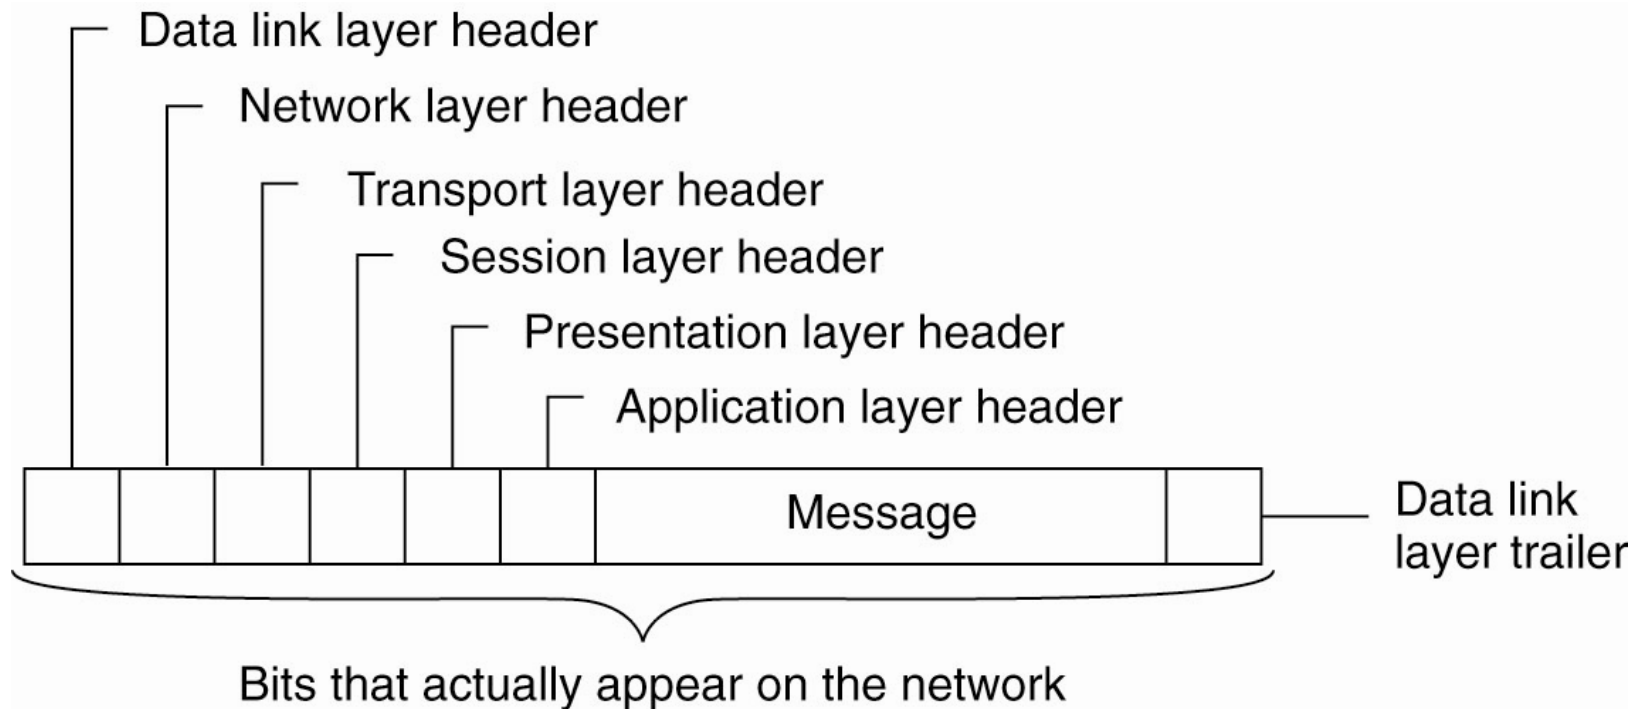 Data link layer header
Network layer header
Transport layer header
Session layer header
Presentation layer header
Application layer header
Message
Data link
layer trailer
Bits that actually appear on the network